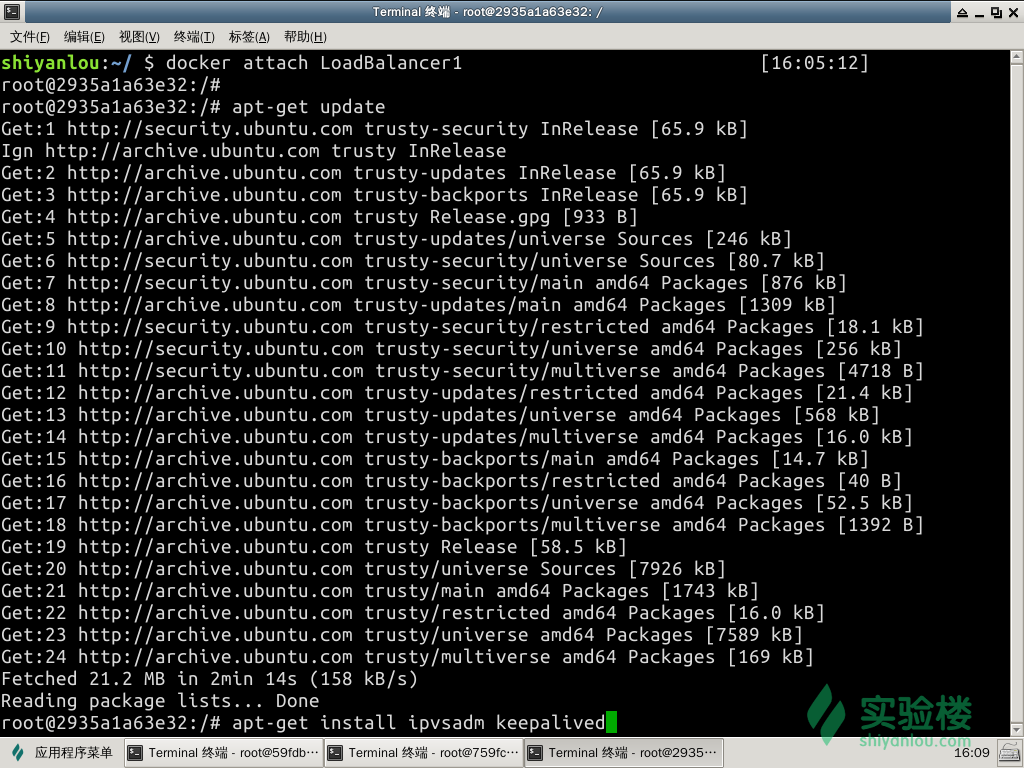 Terminal 终端 - root@2935a1a63e32: /
文件(F) 编辑(E) 视图(V) 终端(T) 标签(A) 帮助(H)
shiyanlou:~/ $ docker attach LoadBalancer1 [16:05:12]
root@2935a1a63e32:/#
root@2935a1a63e32:/# apt-get update
Get:1 http://security.ubuntu.com trusty-security InRelease [65.9 kB]
Ign http://archive.ubuntu.com trusty InRelease
Get:2 http://archive.ubuntu.com trusty-updates InRelease [65.9 kB]
Get:3 http://archive.ubuntu.com trusty-backports InRelease [65.9 kB]
Get:4 http://archive.ubuntu.com trusty Release.gpg [933 B]
Get:5 http://archive.ubuntu.com trusty-updates/universe Sources [246 kB]
Get:6 http://security.ubuntu.com trusty-security/universe Sources [80.7 kB]
Get:7 http://security.ubuntu.com trusty-security/main amd64 Packages [876 kB]
Get:8 http://archive.ubuntu.com trusty-updates/main amd64 Packages [1309 kB]
Get:9 http://security.ubuntu.com trusty-security/restricted amd64 Packages [18.1 kB]
Get:10 http://security.ubuntu.com trusty-security/universe amd64 Packages [256 kB]
Get:11 http://security.ubuntu.com trusty-security/multiverse amd64 Packages [4718 B]
Get:12 http://archive.ubuntu.com trusty-updates/restricted amd64 Packages [21.4 kB]
Get:13 http://archive.ubuntu.com trusty-updates/universe amd64 Packages [568 kB]
Get:14 http://archive.ubuntu.com trusty-updates/multiverse amd64 Packages [16.0 kB]
Get:15 http://archive.ubuntu.com trusty-backports/main amd64 Packages [14.7 kB]
Get:16 http://archive.ubuntu.com trusty-backports/restricted amd64 Packages [40 B]
Get:17 http://archive.ubuntu.com trusty-backports/universe amd64 Packages [52.5 kB]
Get:18 http://archive.ubuntu.com trusty-backports/multiverse amd64 Packages [1392 B]
Get:19 http://archive.ubuntu.com trusty Release [58.5 kB]
Get:20 http://archive.ubuntu.com trusty/universe Sources [7926 kB]
Get:21 http://archive.ubuntu.com trusty/main amd64 Packages [1743 kB]
Get:22 http://archive.ubuntu.com trusty/restricted amd64 Packages [16.0 kB]
Get:23 http://archive.ubuntu.com trusty/universe amd64 Packages [7589 kB]
Get:24 http://archive.ubuntu.com trusty/multiverse amd64 Packages [169 kB]
Fetched 21.2 MB in 2min 14s (158 kB/s)
Reading package lists... Done
root@2935a1a63e32:/# apt-get install ipvsadm keepalived
实验楼
shiyanlou.com
应用程序菜单 Terminal 终端 - root@59fdb··· Terminal 终端 - root@759fc··· Terminal 终端 - root@2935··· 16:09